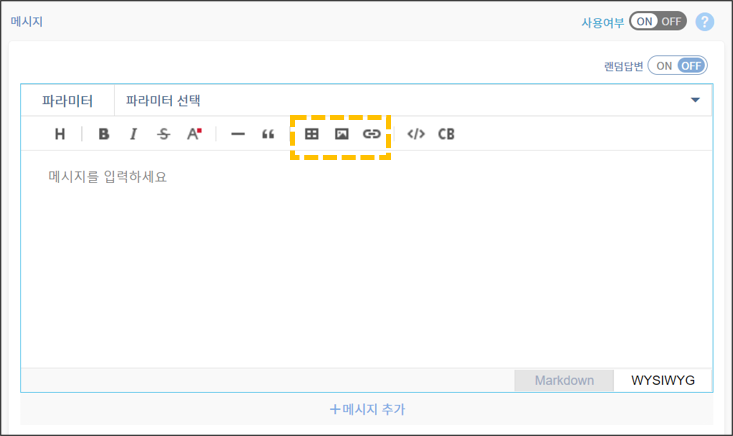 메시지
사용여부 ON OFF ?
랜덤답변 ON OFF
파라미터 파라미터 선택
H B I S A </> CB
메시지를 입력하세요
Markdown WYSIWYG
+메시지 추가